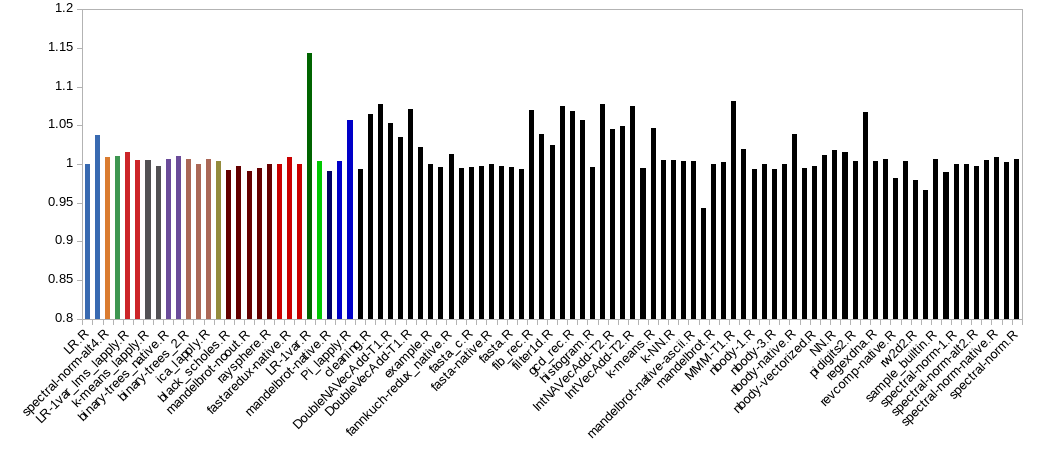 1.2
1.15
1.1
1.05
1
0.95
0.9
0.85
0.8
LR.R
spectral-norm-alt4.R
LR-1var_lms_lapply.R
k-means_lapply.R
binary-trees_native.R
binary-trees_2.R
ica_lapply.R
black_scholes.R
mandelbrot-noout.R
raysphere.R
fastaredux-native.R
LR-1var.R
mandelbrot-native.R
Pi_lapply.R
cleaning.R
DoubleNAVecAdd-T1.R
DoubleVecAdd-T1.R
example.R
fannkuch-redux_native.R
fasta_c.R
fasta-native.R
fasta.R
fib_rec.R
filter1d.R
gcd_rec.R
histogram.R
IntNAVecAdd-T2.R
IntVecAdd-T2.R
k-means.R
k-NN.R
mandelbrot-native-ascii.R
mandelbrot.R
MMM-T1.R
nbody-1.R
nbody-3.R
nbody-native.R
nbody-vectorized.R
NN.R
pidigits2.R
regexdna.R
revcomp-native.R
rw2d2.R
sample_builtin.R
spectral-norm-1.R
spectral-norm-alt2.R
spectral-norm-native.R
spectral-norm.R